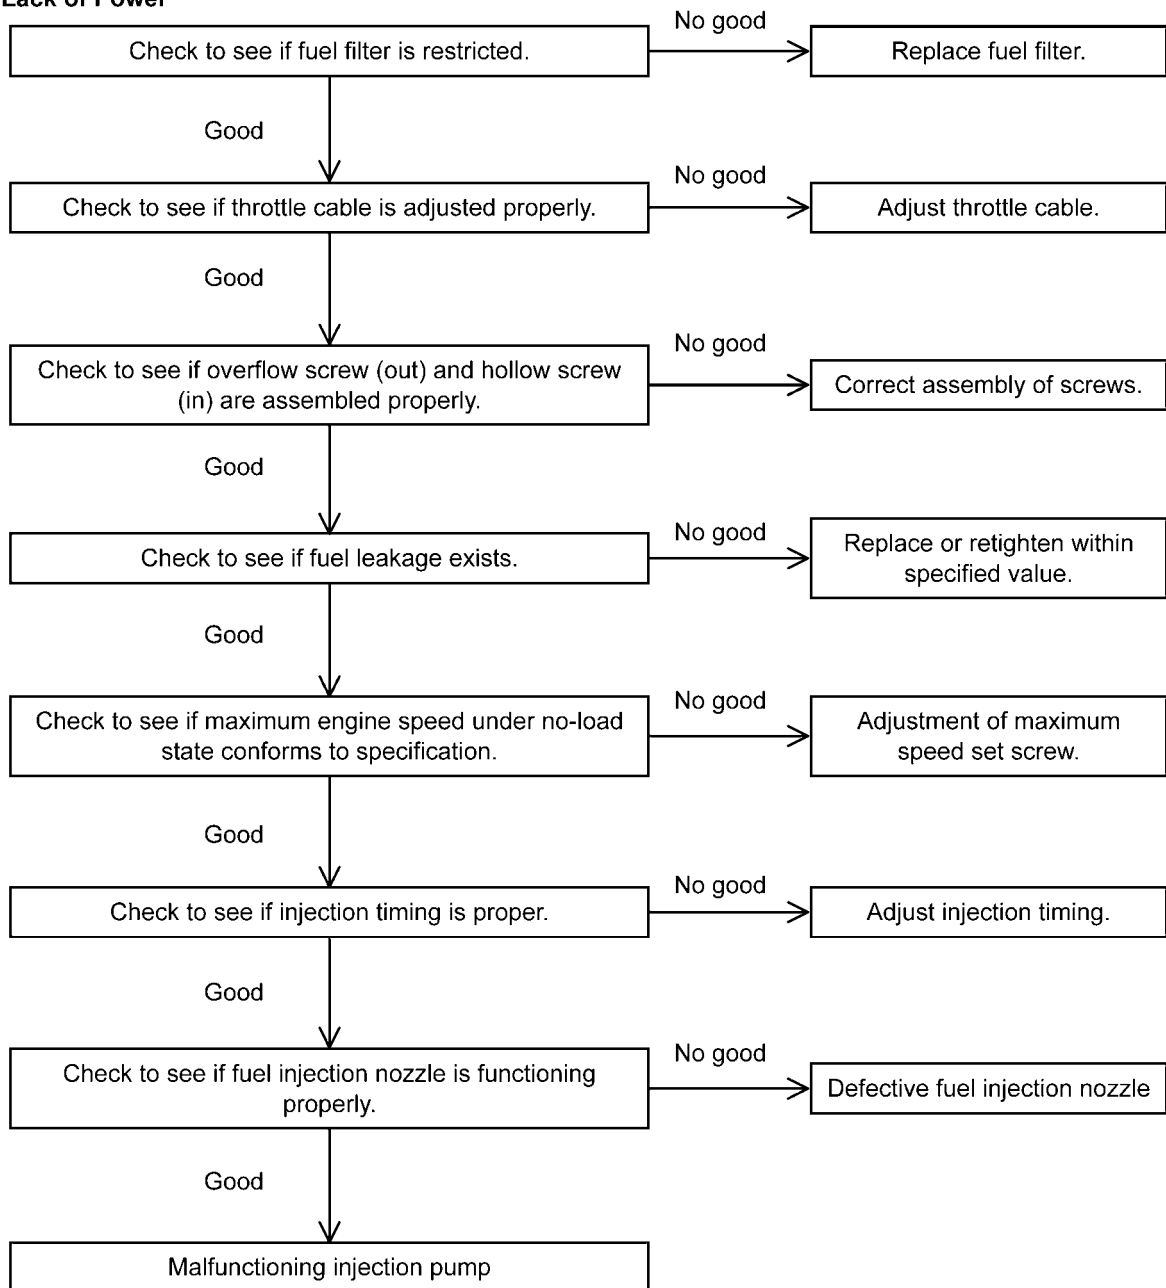 Lack of Power
Check to see if fuel filter is restricted.
No good
Replace fuel filter.
Good
Check to see if throttle cable is adjusted properly.
No good
Adjust throttle cable.
Good
Check to see if overflow screw (out) and hollow screw
(in) are assembled properly.
No good
Correct assembly of screws.
Good
Check to see if fuel leakage exists.
No good
Replace or retighten within
specified value.
Good
Check to see if maximum engine speed under no-load
state conforms to specification.
No good
Adjustment of maximum
speed set screw.
Good
Check to see if injection timing is proper.
No good
Adjust injection timing.
Good
Check to see if fuel injection nozzle is functioning
properly.
No good
Defective fuel injection nozzle
Good
Malfunctioning injection pump